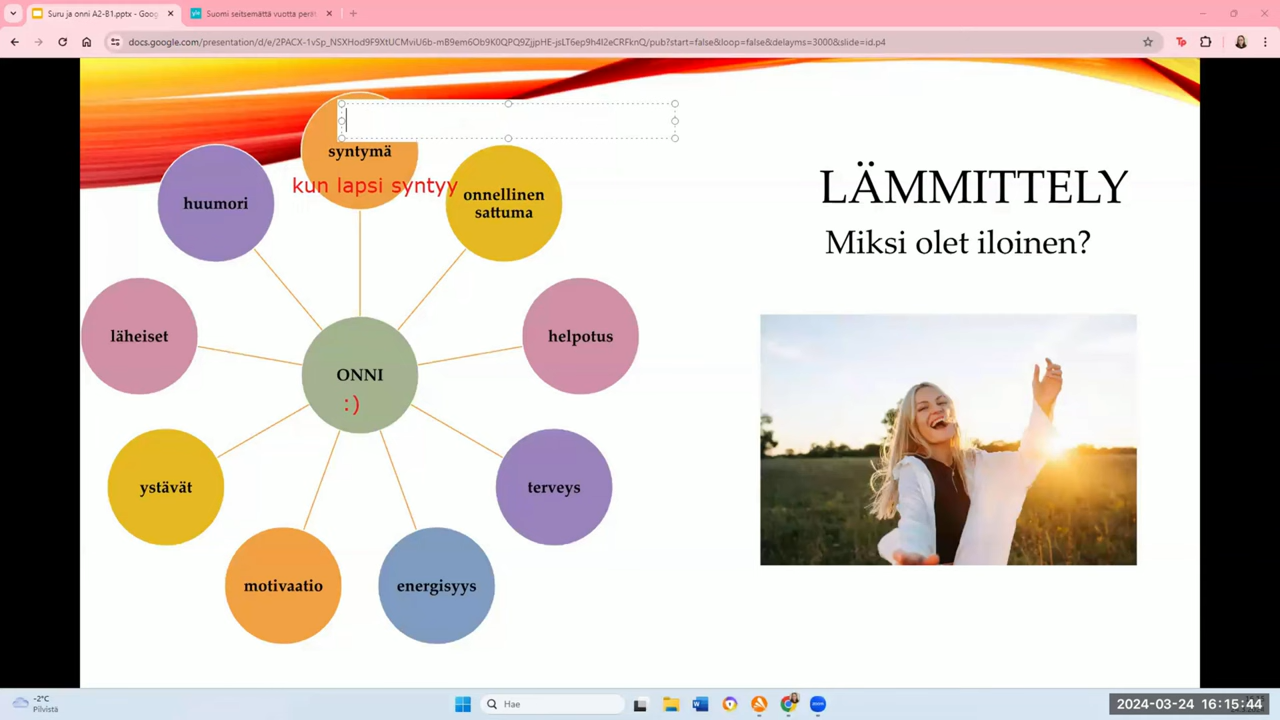 Suru ja onni A2-B1.pptx - Goog
Suomi seitsemättä vuotta perät
docs.google.com/presentation/d/e/2PACX-1vSp_NSXHod9F9XtUCMviU6b-mB9em6Ob9K0QPQ9ZjjpHE-jsLT6ep9h4I2eCRFknQ/pub?start=false&loop=false&delayms=3000&slide=id.p4
syntymä
kun lapsi syntyy
huumori
onnellinen
sattuma
LÄMMITTELY
Miksi olet iloinen?
läheiset
helpotus
ONNI
:)
ystävät
terveys
motivaatio
energisyys
-2°C
Pilvistä
Hae
2024-03-24 16:15:44